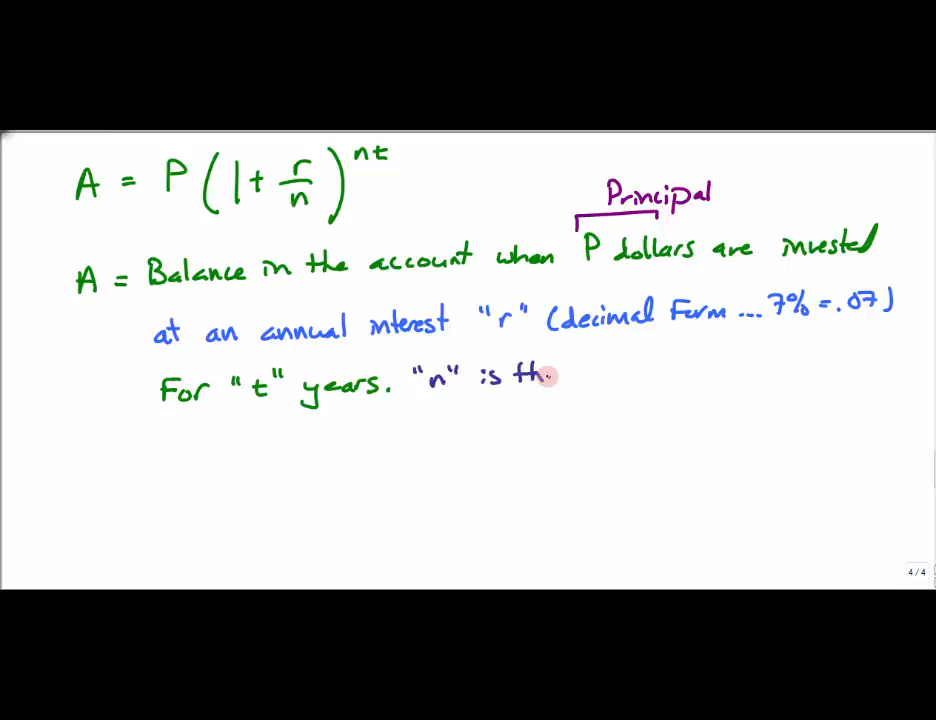 A = P (1 + r/n)^nt
Principal
A = Balance in the account when P dollars are invested
at an annual interest "r" (decimal Form ... 7% = .07)
For "t" years. "n" is th
4 / 4